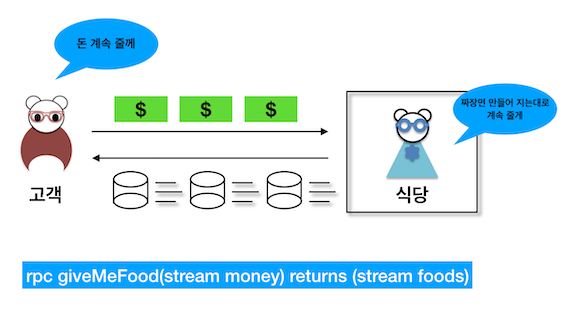 돈 계속 줄께
$ $ $
짜장면 만들어 지는대로
계속 줄게
고객
식당
rpc giveMeFood(stream money) returns (stream foods)